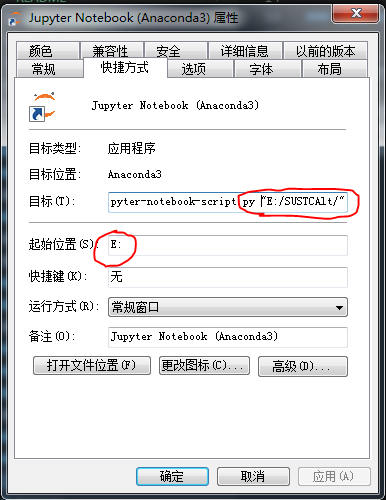 Jupyter Notebook (Anaconda3) 属性
颜色 兼容性 安全 详细信息 以前的版本
常规 快捷方式 选项 字体 布局
Jupyter Notebook (Anaconda3)
目标类型: 应用程序
目标位置: Anaconda3
目标(T): pyter-notebook-script.py "E:/SUSTCAlt/"
起始位置(S): E:
快捷键(K): 无
运行方式(R): 常规窗口
备注(O): Jupyter Notebook (Anaconda3)
打开文件位置(F) 更改图标(C)... 高级(D)...
确定 取消 应用(A)